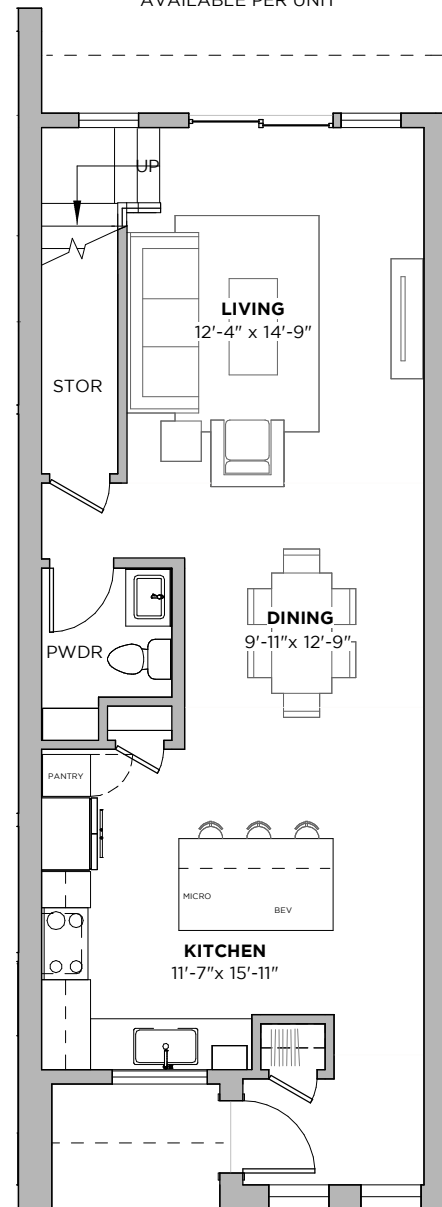 AVAILABLE PER UNIT
UP
LIVING
12'-4" x 14'-9"
STOR
DINING
9'-11"x 12'-9"
PWDR
PANTRY
MICRO
BEV
KITCHEN
11'-7"x 15'-11"